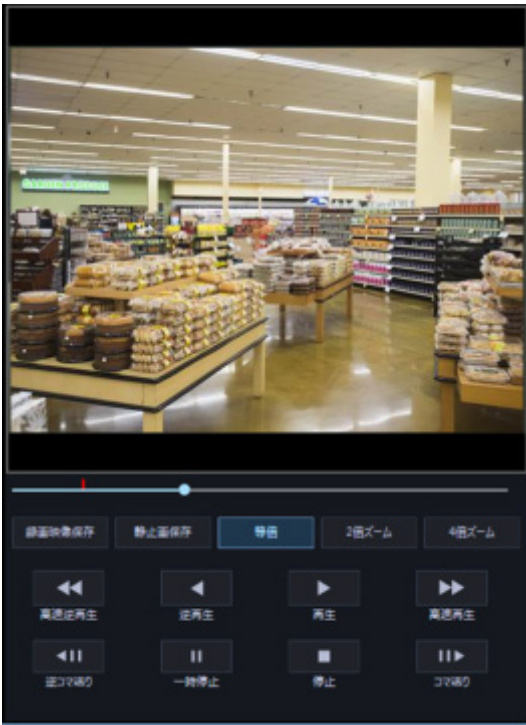 GARDEN PRODUCE
録画映像保存 静止画保存 等倍 2倍ズーム 4倍ズーム
高速逆再生 逆再生 再生 高速再生
逆コマ送り 一時停止 停止 コマ送り